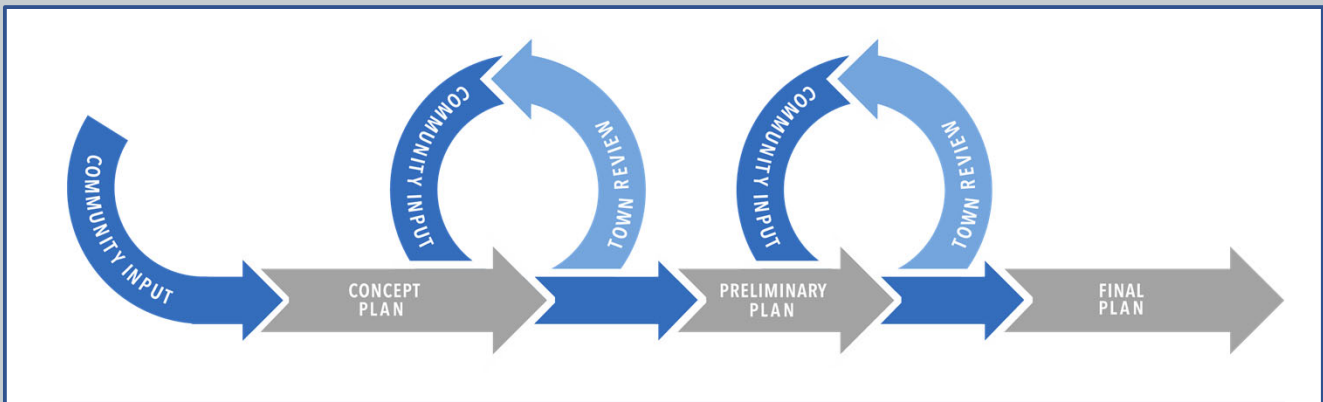 COMMUNITY INPUT
CONCEPT
PLAN
COMMUNITY INPUT
TOWN REVIEW
PRELIMINARY
PLAN
COMMUNITY INPUT
TOWN REVIEW
FINAL
PLAN